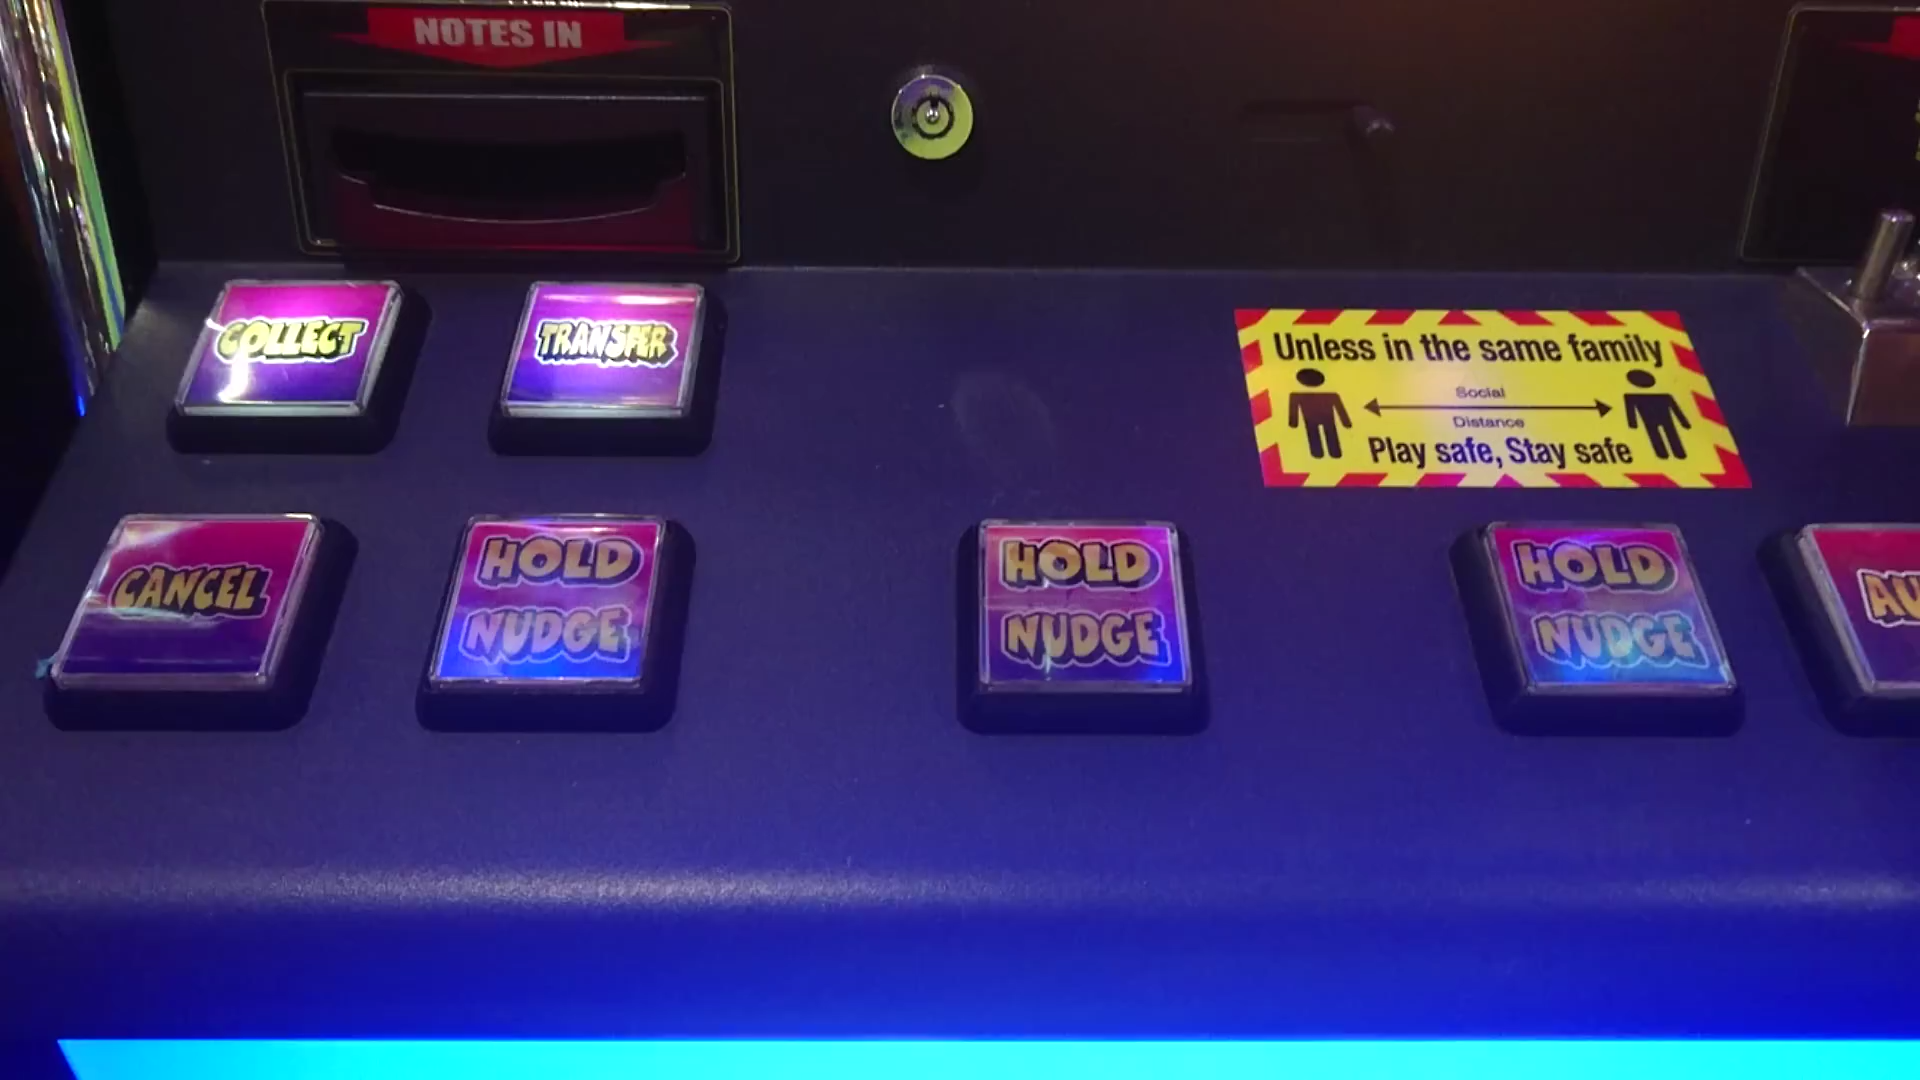 NOTES IN
COLLECT
TRANSFER
Unless in the same family
Social
Distance
Play safe, Stay safe
CANCEL
HOLD
NUDGE
HOLD
NUDGE
HOLD
NUDGE